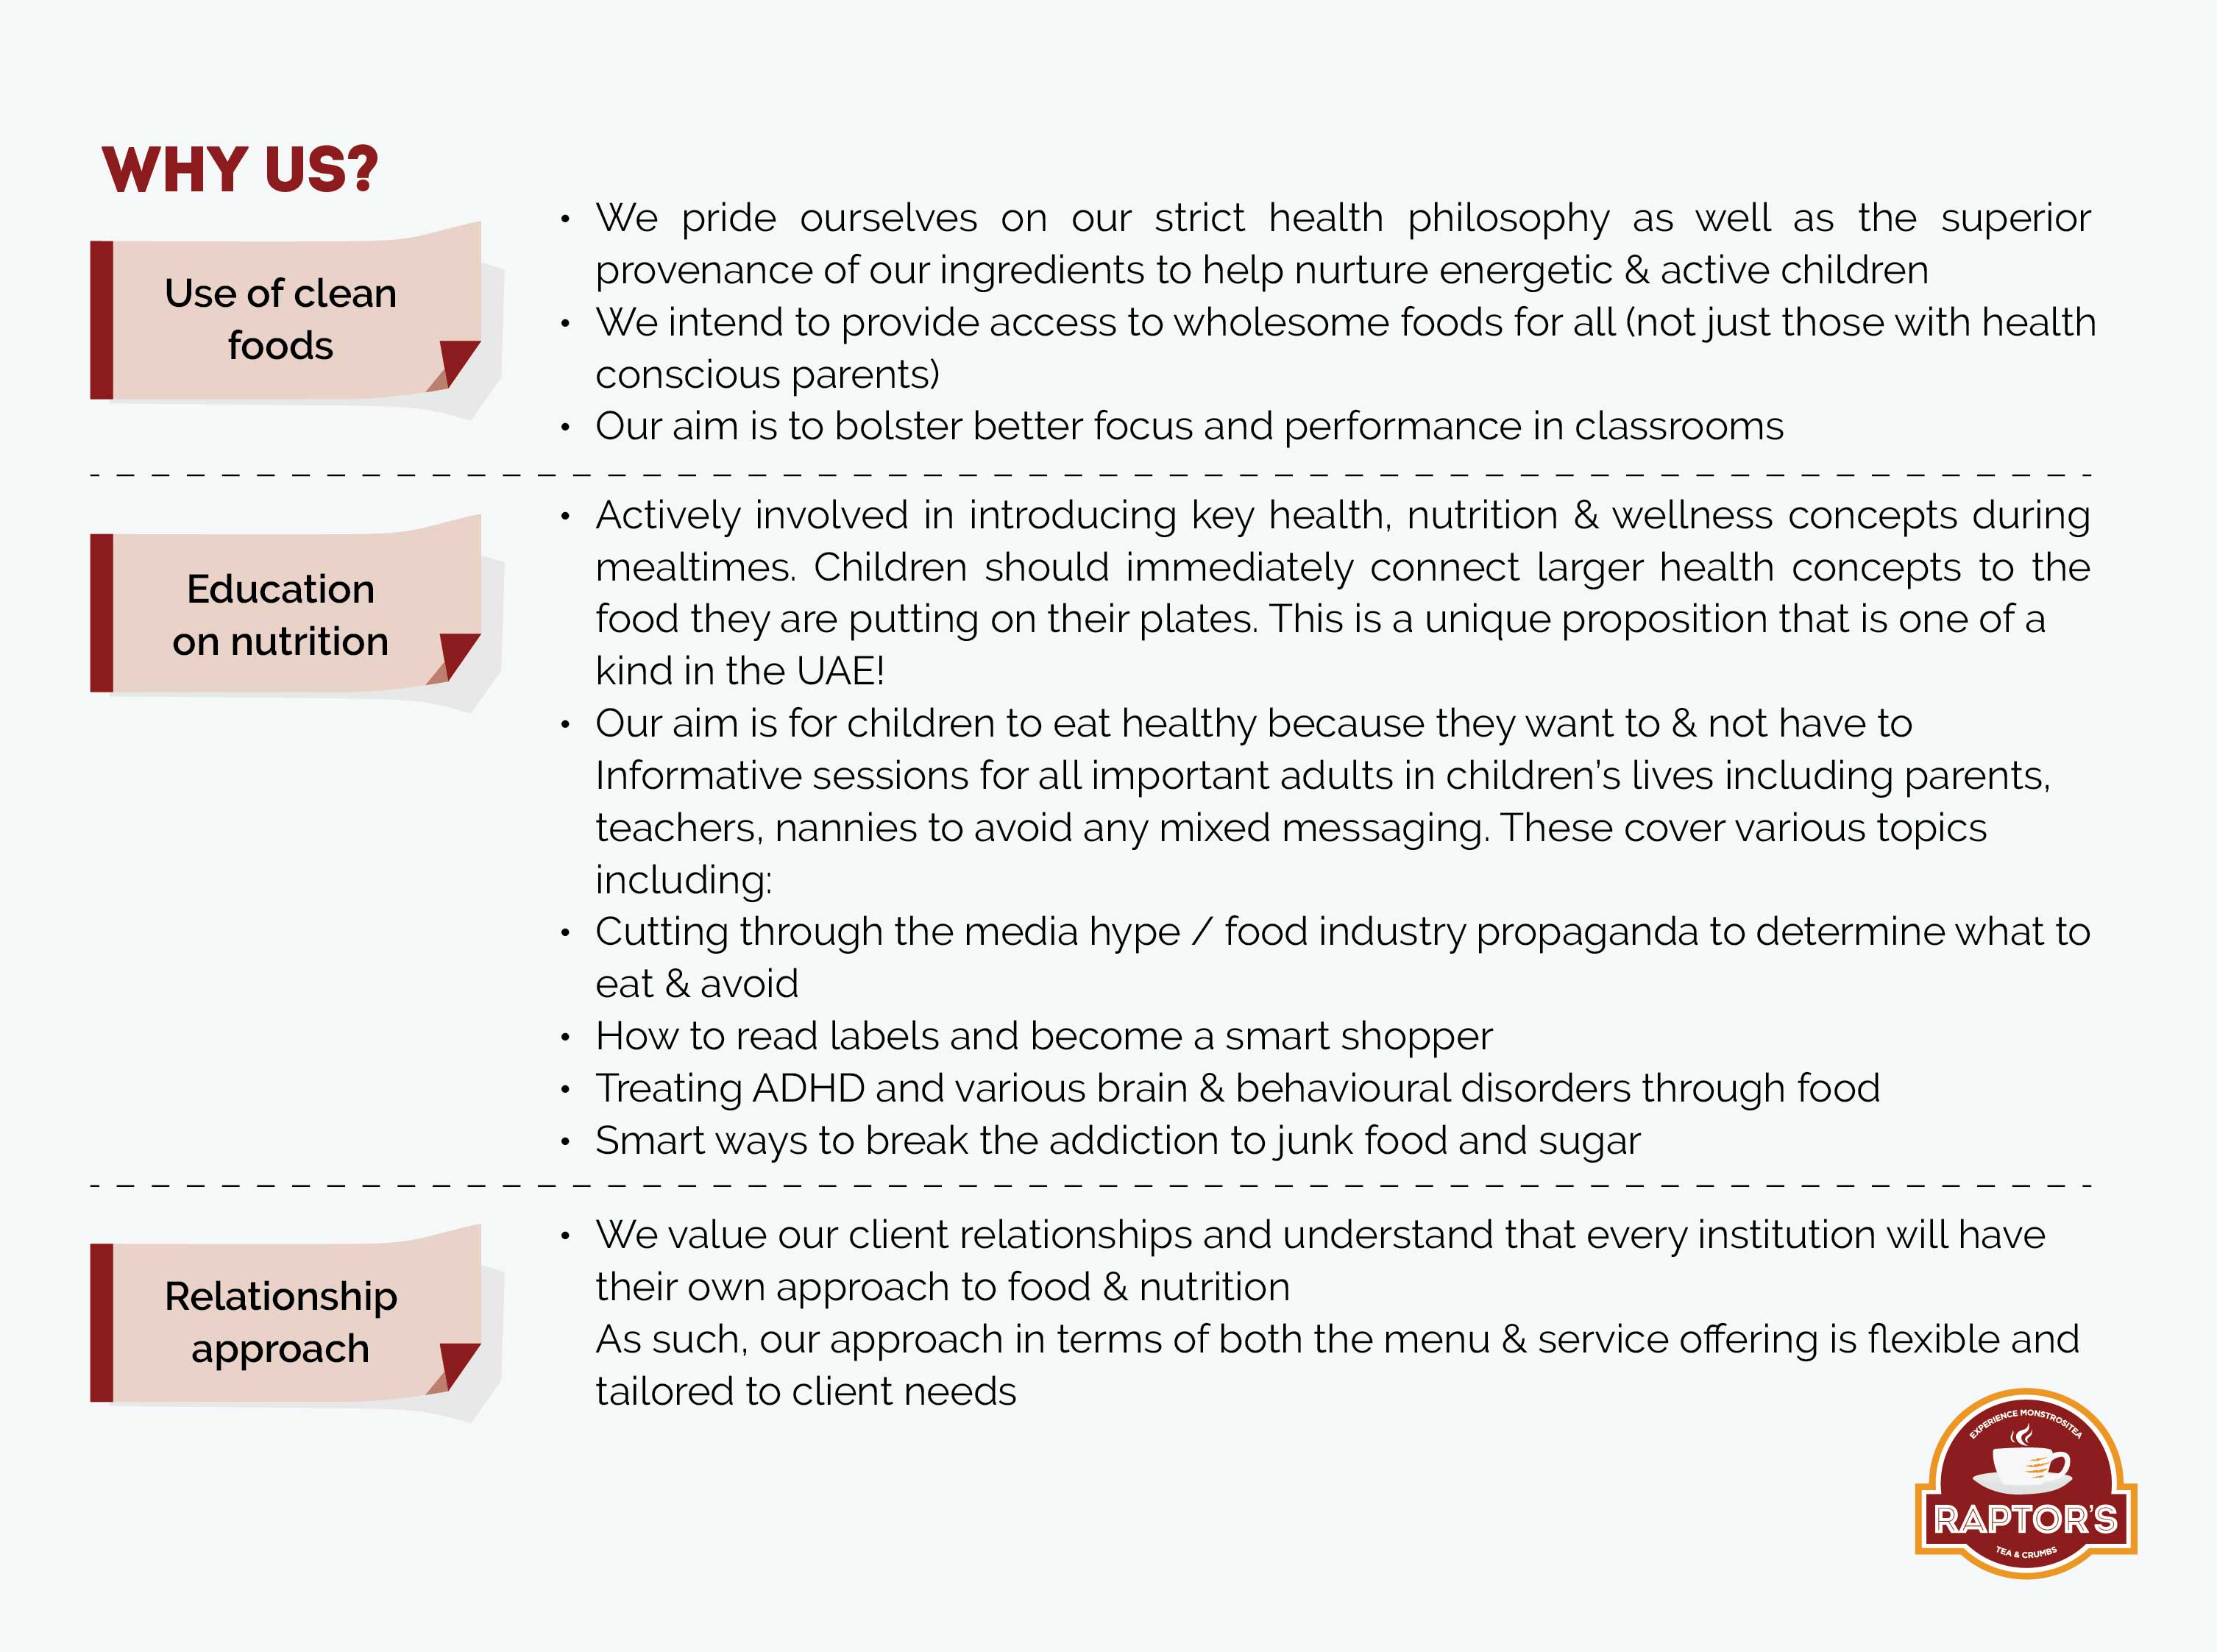 WHY US?
Use of clean
foods
• We pride ourselves on our strict health philosophy as well as the superior
provenance of our ingredients to help nurture energetic & active children
• We intend to provide access to wholesome foods for all (not just those with health
conscious parents)
• Our aim is to bolster better focus and performance in classrooms
Education
on nutrition
• Actively involved in introducing key health, nutrition & wellness concepts during
mealtimes. Children should immediately connect larger health concepts to the
food they are putting on their plates. This is a unique proposition that is one of a
kind in the UAE!
• Our aim is for children to eat healthy because they want to & not have to
Informative sessions for all important adults in children's lives including parents,
teachers, nannies to avoid any mixed messaging. These cover various topics
including:
• Cutting through the media hype / food industry propaganda to determine what to
eat & avoid
• How to read labels and become a smart shopper
• Treating ADHD and various brain & behavioural disorders through food
• Smart ways to break the addiction to junk food and sugar
Relationship
approach
• We value our client relationships and understand that every institution will have
their own approach to food & nutrition
As such, our approach in terms of both the menu & service offering is flexible and
tailored to client needs
EXPERIENCE MONSTROSITEA
RAPTOR'S
TEA & CRUMBS